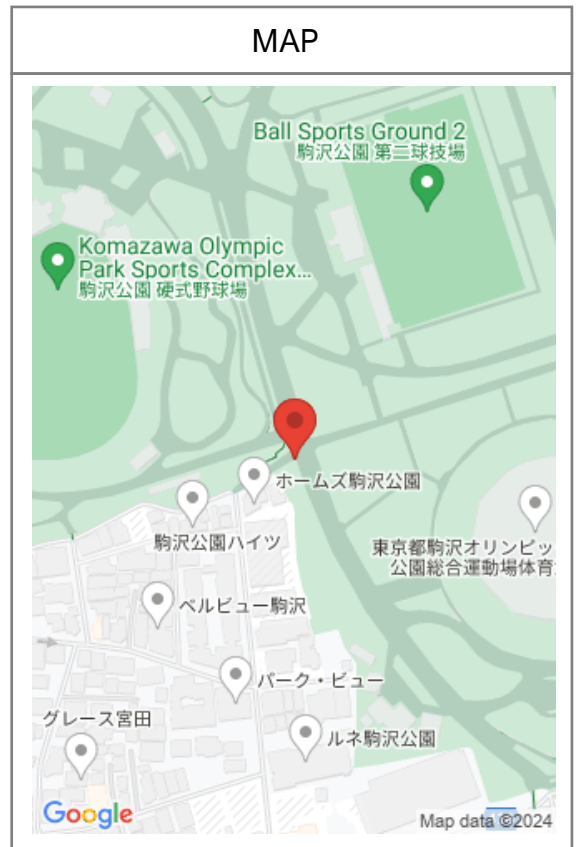 MAP
Ball Sports Ground 2
駒沢公園 第二球技場
Komazawa Olympic
Park Sports Complex...
駒沢公園 硬式野球場
ホームズ駒沢公園
駒沢公園ハイツ
東京都駒沢オリンピッ
公園総合運動場体育
ベルビュー駒沢
パーク・ビュー
グレース宮田
ルネ駒沢公園
Google
Map data ©2024